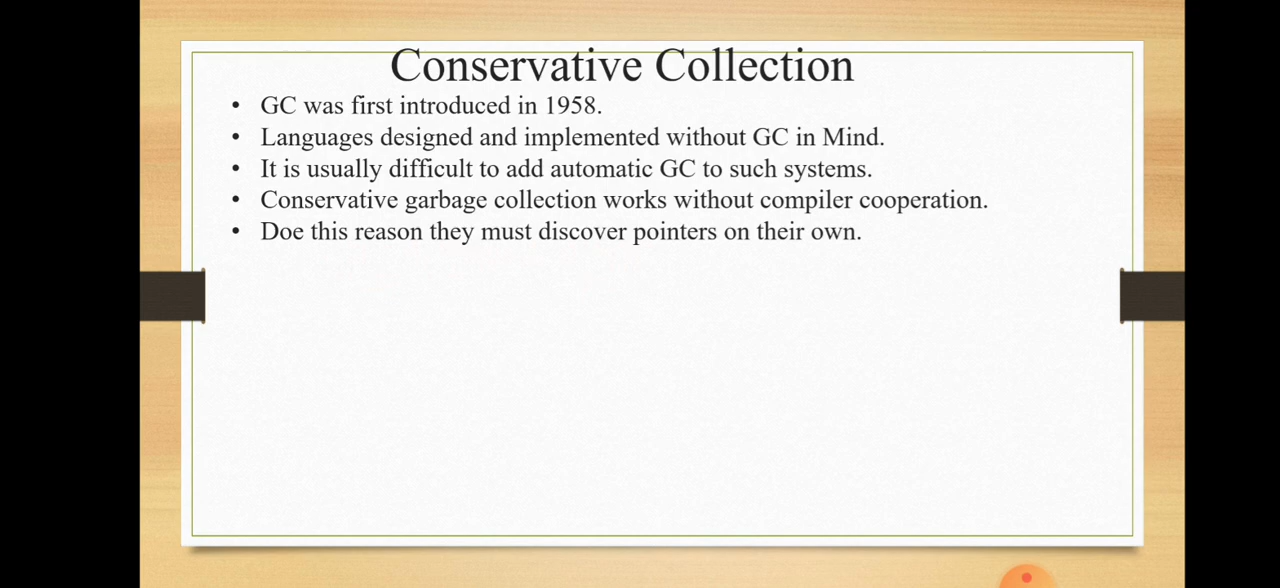 Conservative Collection
• GC was first introduced in 1958.
• Languages designed and implemented without GC in Mind.
• It is usually difficult to add automatic GC to such systems.
• Conservative garbage collection works without compiler cooperation.
• Doe this reason they must discover pointers on their own.